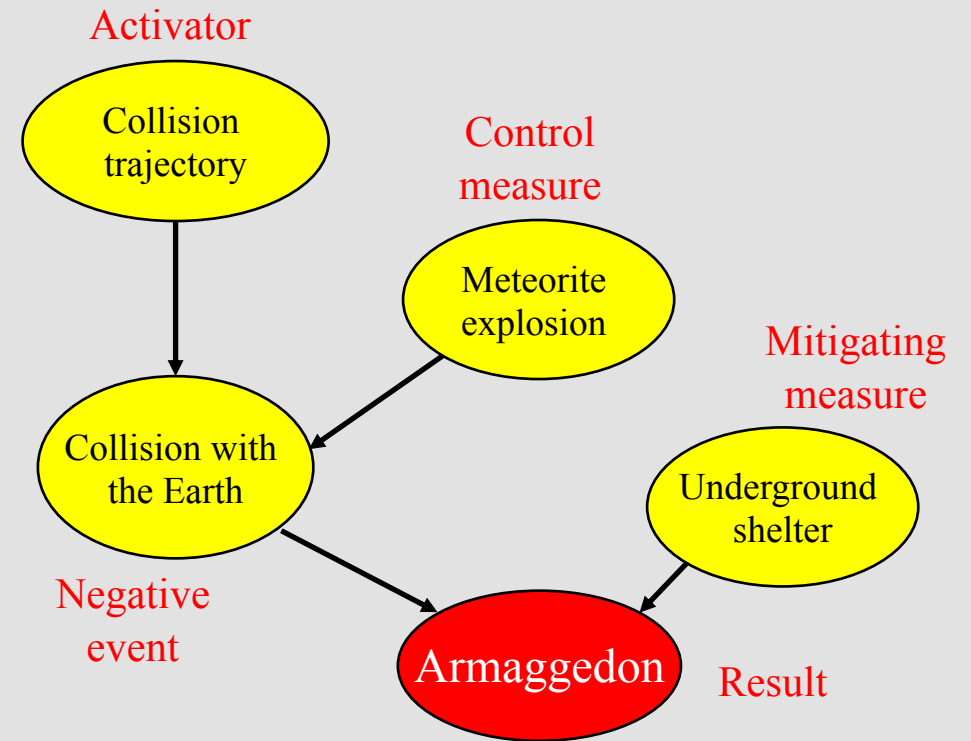 Activator
Collision
trajectory
Control
measure
Meteorite
explosion
Mitigating
measure
Collision with
the Earth
Underground
shelter
Negative
event
Armaggedon
Result